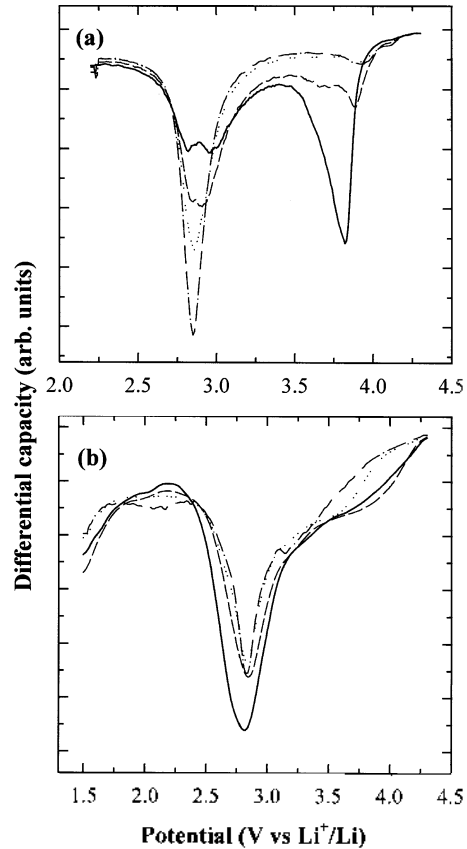 (a)
2.0 2.5 3.0 3.5 4.0 4.5
(b)
1.5 2.0 2.5 3.0 3.5 4.0 4.5
Differential capacity (arb. units)
Potential (V vs Li⁺/Li)